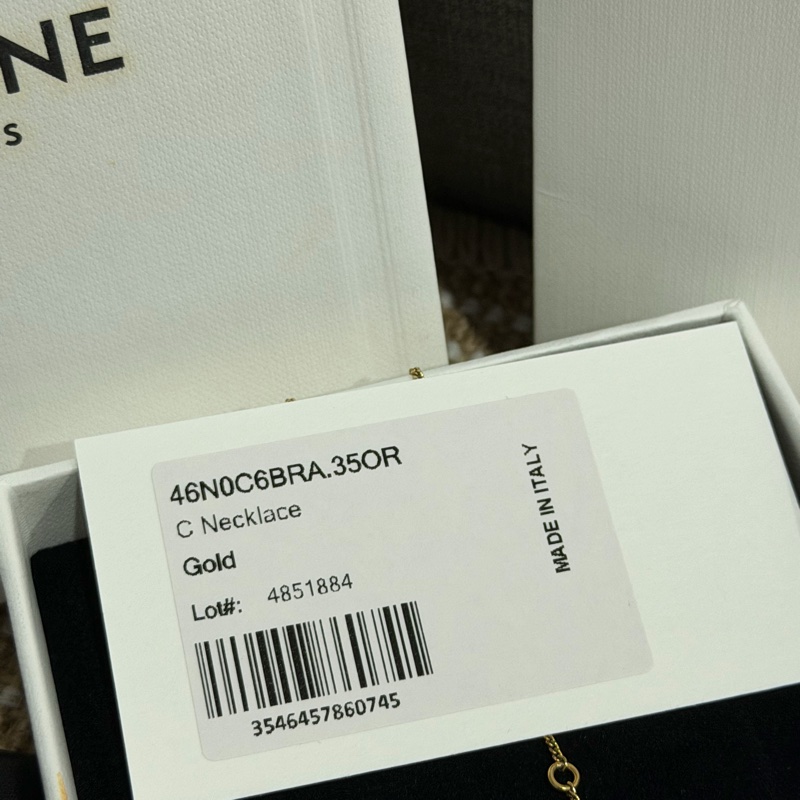 NE
S
46N0C6BRA.35OR
C Necklace
Gold
Lot#: 4851884
3546457860745
MADE IN ITALY